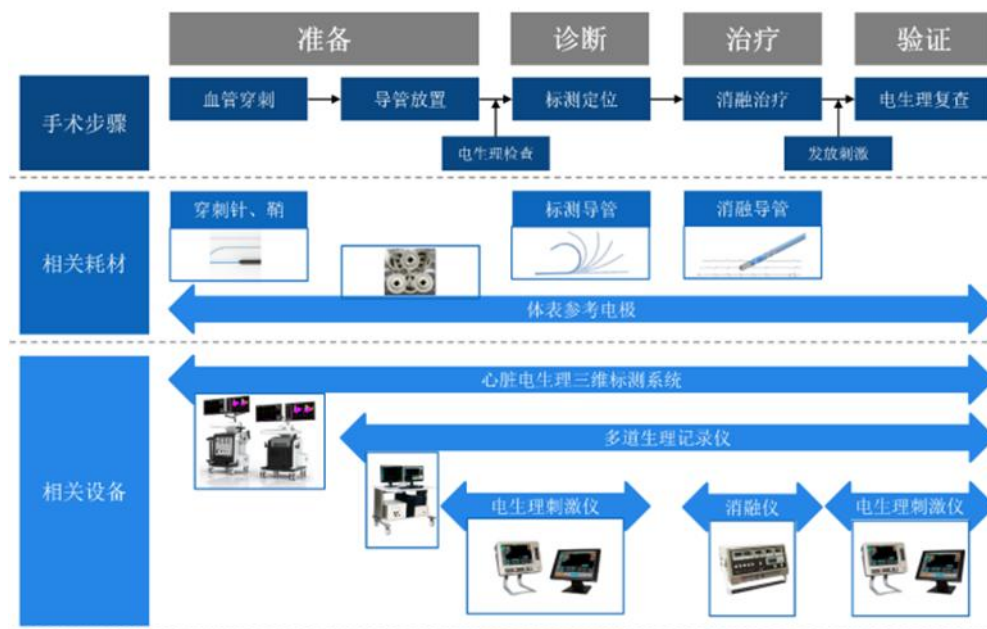 准备
诊断
治疗
验证
手术步骤
血管穿刺
导管放置
标测定位
消融治疗
电生理复查
电生理检查
发放刺激
相关耗材
穿刺针、鞘
标测导管
消融导管
体表参考电极
相关设备
心脏电生理三维标测系统
多道生理记录仪
电生理刺激仪
消融仪
电生理刺激仪